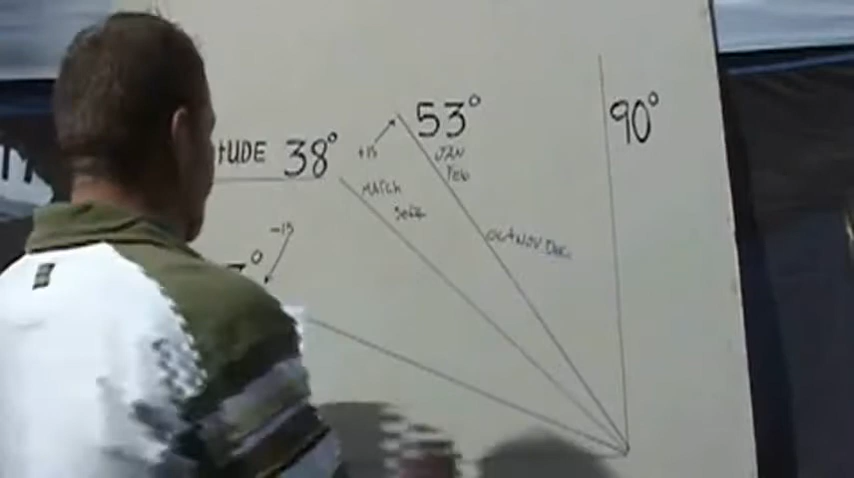 53°
90°
TUDE 38°
+15
JAN
FEB
MARCH
SEPT
OCT NOV DEC.
-15